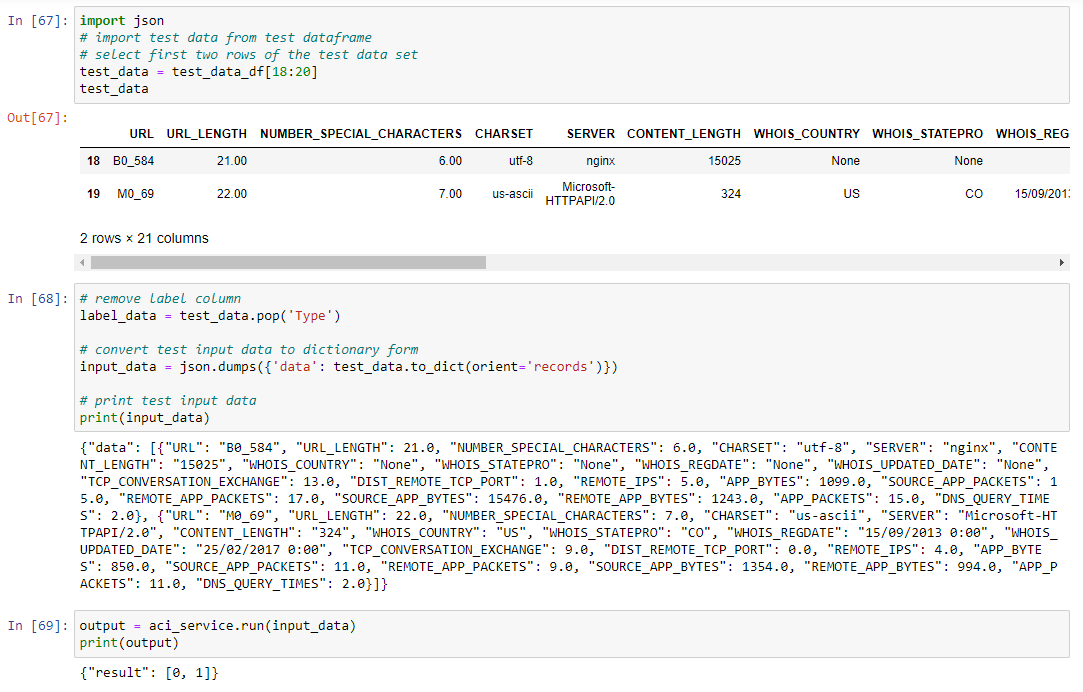 In [67]: import json
# import test data from test dataframe
# select first two rows of the test data set
test_data = test_data_df[18:20]
test_data
Out[67]:
URL URL_LENGTH NUMBER_SPECIAL_CHARACTERS CHARSET SERVER CONTENT_LENGTH WHOIS_COUNTRY WHOIS_STATEPRO WHOIS_REG
18 B0_584 21.00 6.00 utf-8 nginx 15025 None None
19 M0_69 22.00 7.00 us-ascii Microsoft-
HTTPAPI/2.0 324 US CO 15/09/2013
2 rows × 21 columns
In [68]: # remove label column
label_data = test_data.pop('Type')
# convert test input data to dictionary form
input_data = json.dumps({'data': test_data.to_dict(orient='records')})
# print test input data
print(input_data)
{"data": [{"URL": "B0_584", "URL_LENGTH": 21.0, "NUMBER_SPECIAL_CHARACTERS": 6.0, "CHARSET": "utf-8", "SERVER": "nginx", "CONTE
NT_LENGTH": "15025", "WHOIS_COUNTRY": "None", "WHOIS_STATEPRO": "None", "WHOIS_REGDATE": "None", "WHOIS_UPDATED_DATE": "None",
"TCP_CONVERSATION_EXCHANGE": 13.0, "DIST_REMOTE_TCP_PORT": 1.0, "REMOTE_IPS": 5.0, "APP_BYTES": 1099.0, "SOURCE_APP_PACKETS": 1
5.0, "REMOTE_APP_PACKETS": 17.0, "SOURCE_APP_BYTES": 15476.0, "REMOTE_APP_BYTES": 1243.0, "APP_PACKETS": 15.0, "DNS_QUERY_TIME
S": 2.0}, {"URL": "M0_69", "URL_LENGTH": 22.0, "NUMBER_SPECIAL_CHARACTERS": 7.0, "CHARSET": "us-ascii", "SERVER": "Microsoft-HT
TPAPI/2.0", "CONTENT_LENGTH": "324", "WHOIS_COUNTRY": "US", "WHOIS_STATEPRO": "CO", "WHOIS_REGDATE": "15/09/2013 0:00", "WHOIS_
UPDATED_DATE": "25/02/2017 0:00", "TCP_CONVERSATION_EXCHANGE": 9.0, "DIST_REMOTE_TCP_PORT": 0.0, "REMOTE_IPS": 4.0, "APP_BYTE
S": 850.0, "SOURCE_APP_PACKETS": 11.0, "REMOTE_APP_PACKETS": 9.0, "SOURCE_APP_BYTES": 1354.0, "REMOTE_APP_BYTES": 994.0, "APP_P
ACKETS": 11.0, "DNS_QUERY_TIMES": 2.0}]}
In [69]: output = aci_service.run(input_data)
print(output)
{"result": [0, 1]}